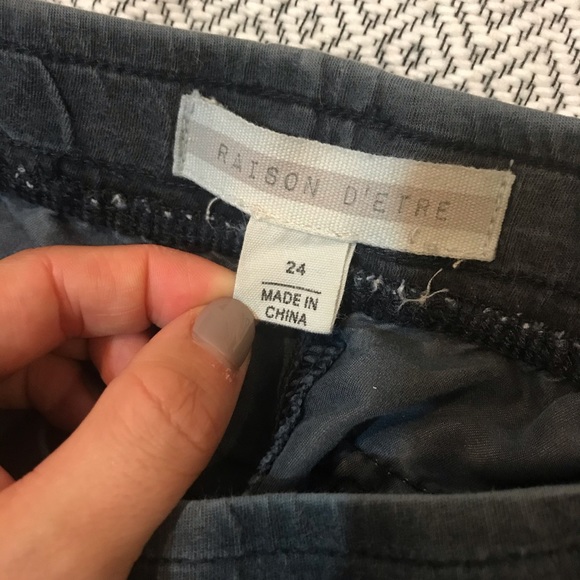 RAISON D'ETRE
24
MADE IN
CHINA